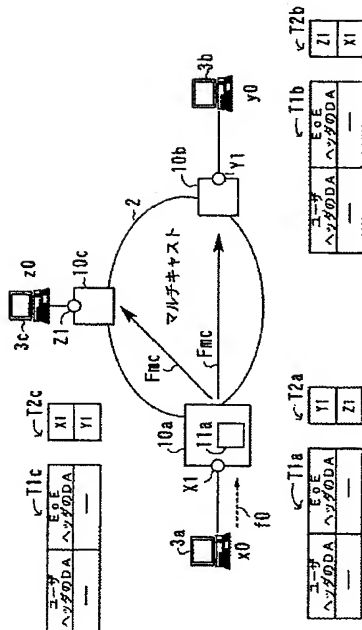 T1c
ユーザ
ヘッダのDA
EoE
ヘッダのDA
—
—
T2c
X1
Y1
3c
z0
Z1
10c
2
3a
x0
X1
f0
10a
11a
Fmc
Fmc
マルチキャスト
10b
Y1
3b
y0
T1a
ユーザ
ヘッダのDA
EoE
ヘッダのDA
—
—
T2a
Y1
Z1
T1b
ユーザ
ヘッダのDA
EoE
ヘッダのDA
—
—
T2b
Z1
X1